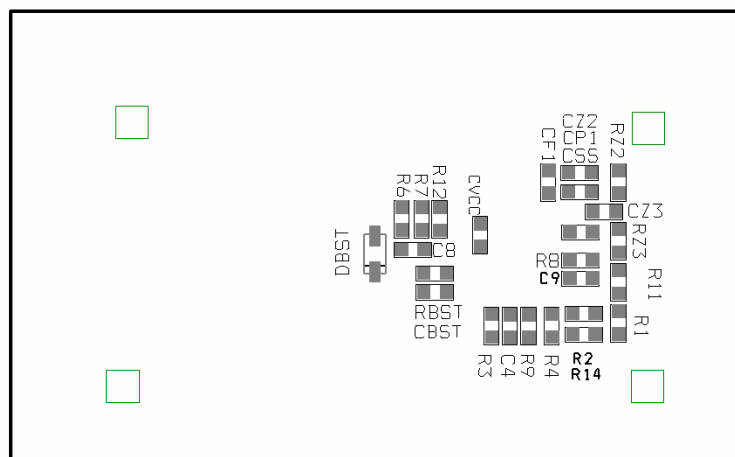 CZ2
CP1
CSS
CF1
RZ2
R6
R7
R12
CVCC
CZ3
DBST
C8
RZ3
R8
C9
R11
RBST
CBST
R1
R3
C4
R9
R4
R2
R14